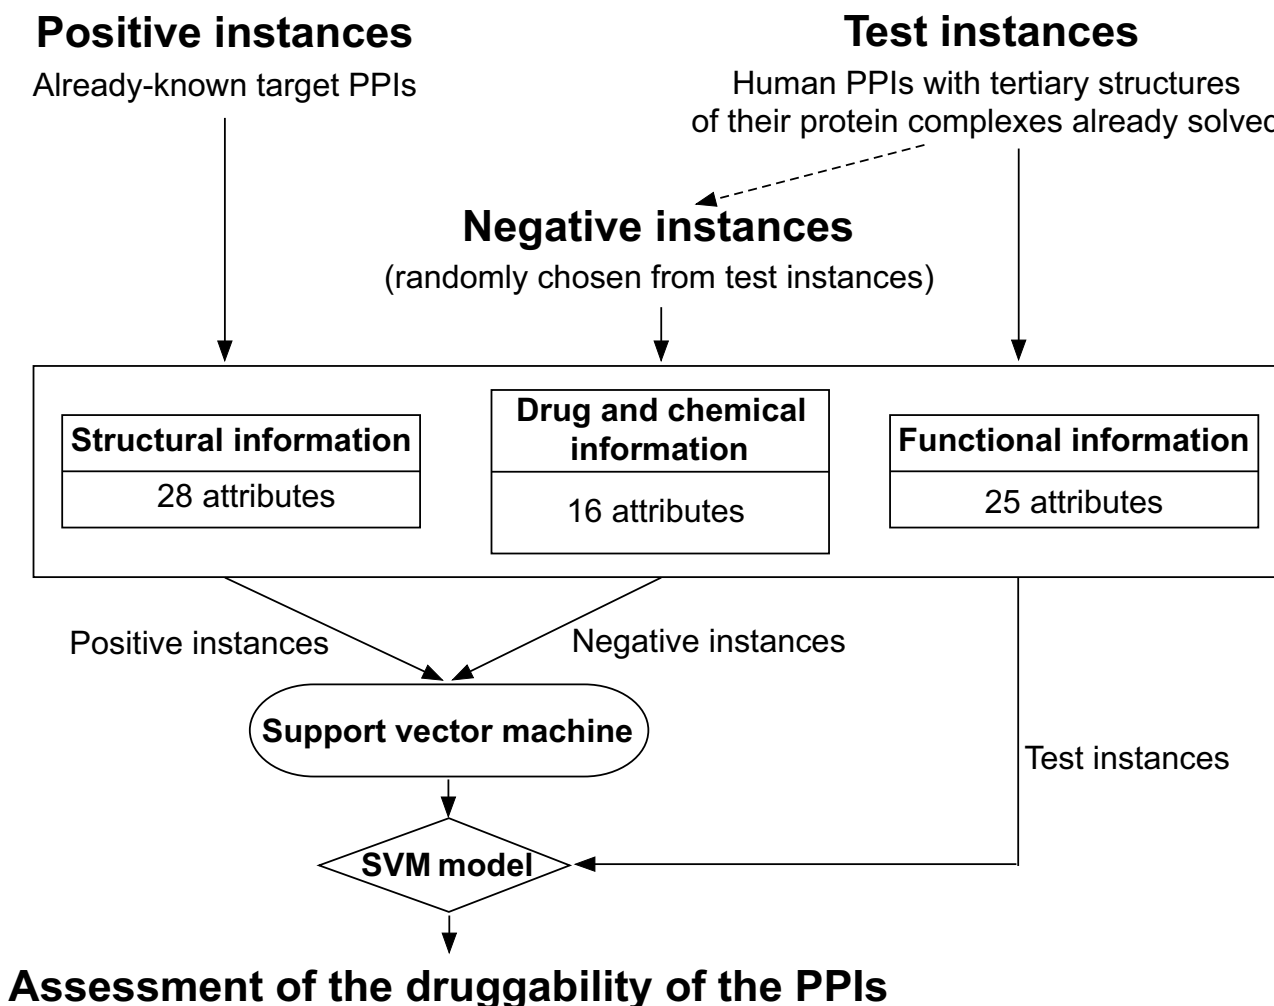 Positive instances
Already-known target PPIs
Test instances
Human PPIs with tertiary structures
of their protein complexes already solved
Negative instances
(randomly chosen from test instances)
Structural information
28 attributes
Drug and chemical
information
16 attributes
Functional information
25 attributes
Positive instances
Negative instances
Support vector machine
Test instances
SVM model
Assessment of the druggability of the PPIs